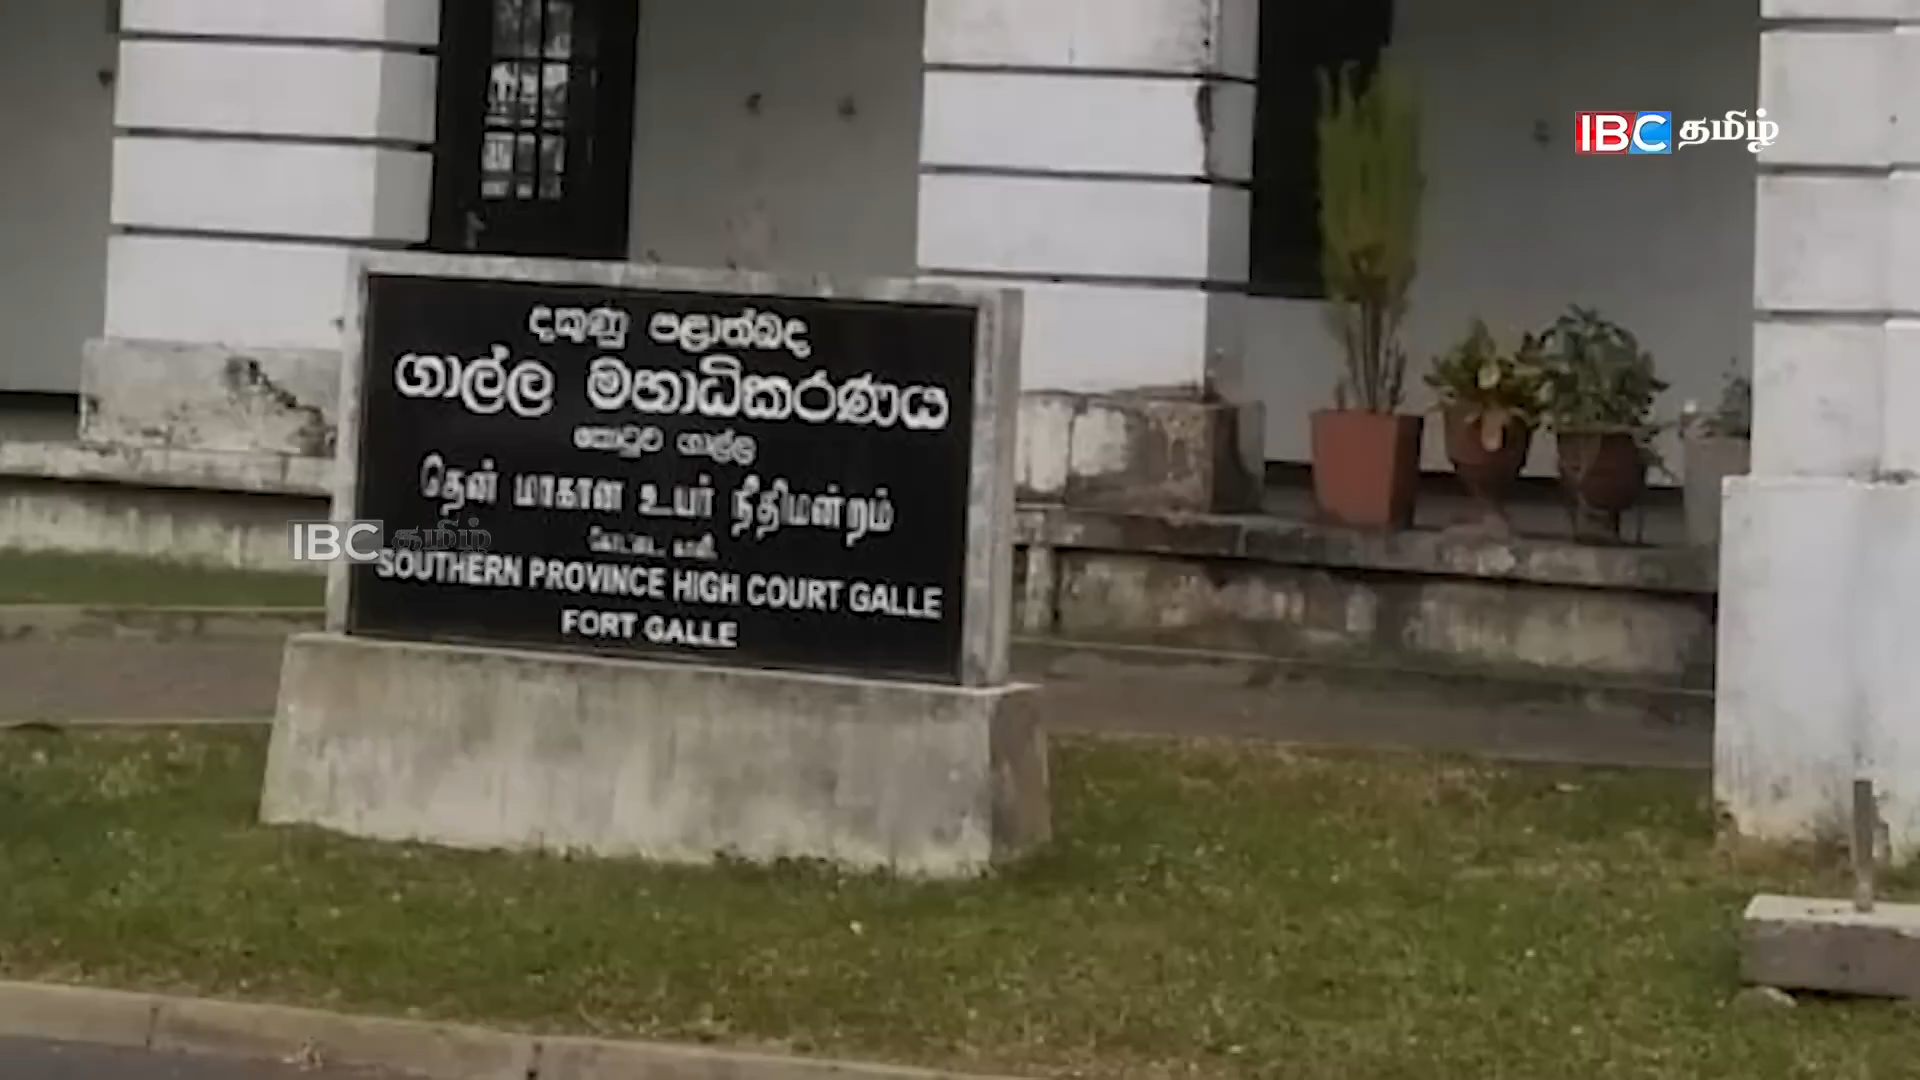 IBC தமிழ்
දකුණු පළාත්බද
ගාල්ල මහාධිකරණය
කොටුව ගාල්ල
தென் மாகான உயர் நீதிமன்றம்
கோட்டை காலி
IBC தமிழ்
SOUTHERN PROVINCE HIGH COURT GALLE
FORT GALLE